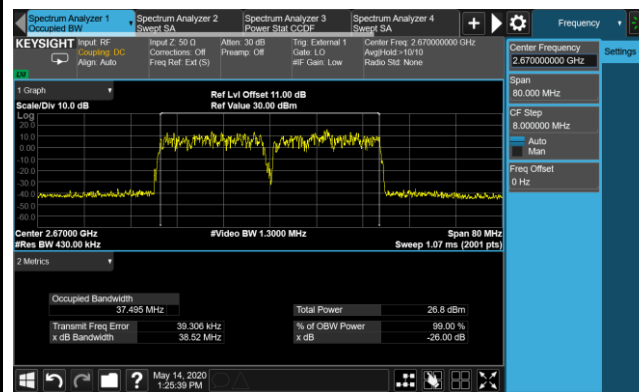 Spectrum Analyzer 1
Occupied BW
Spectrum Analyzer 2
Swept SA
Spectrum Analyzer 3
Power Stat CCDF
Spectrum Analyzer 4
Swept SA
Frequency
KEYSIGHT
Input: RF
Coupling: DC
Align: Auto
Input Z: 50 Ω
Corrections: Off
Freq Ref: Ext (S)
Atten: 30 dB
Preamp: Off
Trig: External 1
Gate: LO
#IF Gain: Low
Center Freq: 2.670000000 GHz
Avg|Hold:>10/10
Radio Std: None
LXI
Center Frequency
2.670000000 GHz
Settings
Span
80.000 MHz
CF Step
8.000000 MHz
Auto
Man
Freq Offset
0 Hz
1 Graph
Scale/Div 10.0 dB
Ref Lvl Offset 11.00 dB
Ref Value 30.00 dBm
Log
20.0
10.0
0.00
-10.0
-20.0
-30.0
-40.0
-50.0
-60.0
Center 2.67000 GHz
#Res BW 430.00 kHz
#Video BW 1.3000 MHz
Span 80 MHz
Sweep 1.07 ms (2001 pts)
2 Metrics
Occupied Bandwidth
37.495 MHz
Transmit Freq Error 39.306 kHz
x dB Bandwidth 38.52 MHz
Total Power 26.8 dBm
% of OBW Power 99.00 %
x dB -26.00 dB
May 14, 2020
1:25:39 PM